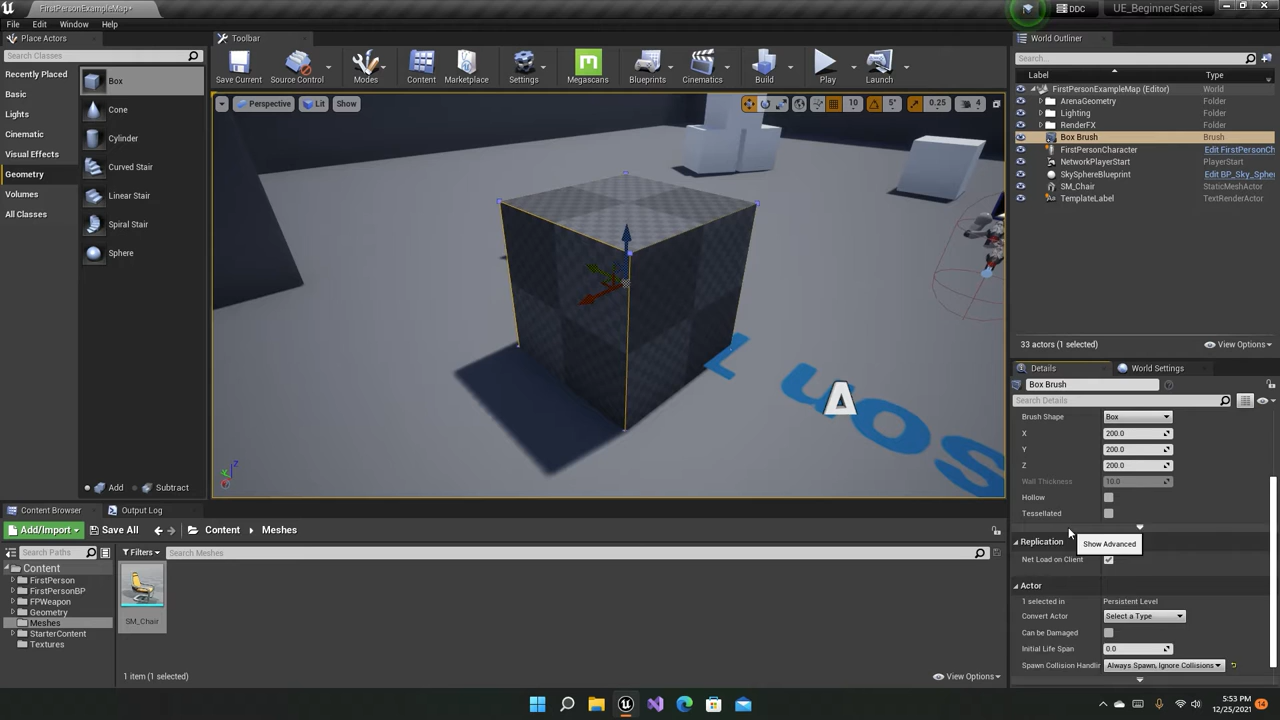 FirstPersonExampleMap*
DDC
UE_BeginnerSeries
File Edit Window Help
Place Actors
Toolbar
World Outliner
Search Classes
Recently Placed
Basic
Lights
Cinematic
Visual Effects
Geometry
Volumes
All Classes
Box
Cone
Cylinder
Curved Stair
Linear Stair
Spiral Stair
Sphere
Add
Subtract
Save Current
Source Control
Modes
Content
Marketplace
Settings
Megascans
Blueprints
Cinematics
Build
Play
Launch
Perspective
Lit
Show
10
5°
0.25
4
Search...
Label Type
FirstPersonExampleMap (Editor) World
ArenaGeometry Folder
Lighting Folder
RenderFX Folder
Box Brush Brush
FirstPersonCharacter Edit FirstPersonCh
NetworkPlayerStart PlayerStart
SkySphereBlueprint Edit BP_Sky_Spher
SM_Chair StaticMeshActor
TemplateLabel TextRenderActor
33 actors (1 selected)
View Options
Details
World Settings
Box Brush
Search Details
Brush Shape Box
X 200.0
Y 200.0
Z 200.0
Wall Thickness 10.0
Hollow
Tessellated
Show Advanced
Replication
Net Load on Client
Actor
1 selected in Persistent Level
Convert Actor Select a Type
Can be Damaged
Initial Life Span 0.0
Spawn Collision Handlin Always Spawn, Ignore Collisions
Content Browser
Output Log
Add/Import
Save All
Content
Meshes
Search Paths
Filters
Search Meshes
Content
FirstPerson
FirstPersonBP
FPWeapon
Geometry
Meshes
StarterContent
Textures
SM_Chair
1 item (1 selected)
View Options
5:53 PM
12/25/2021
14